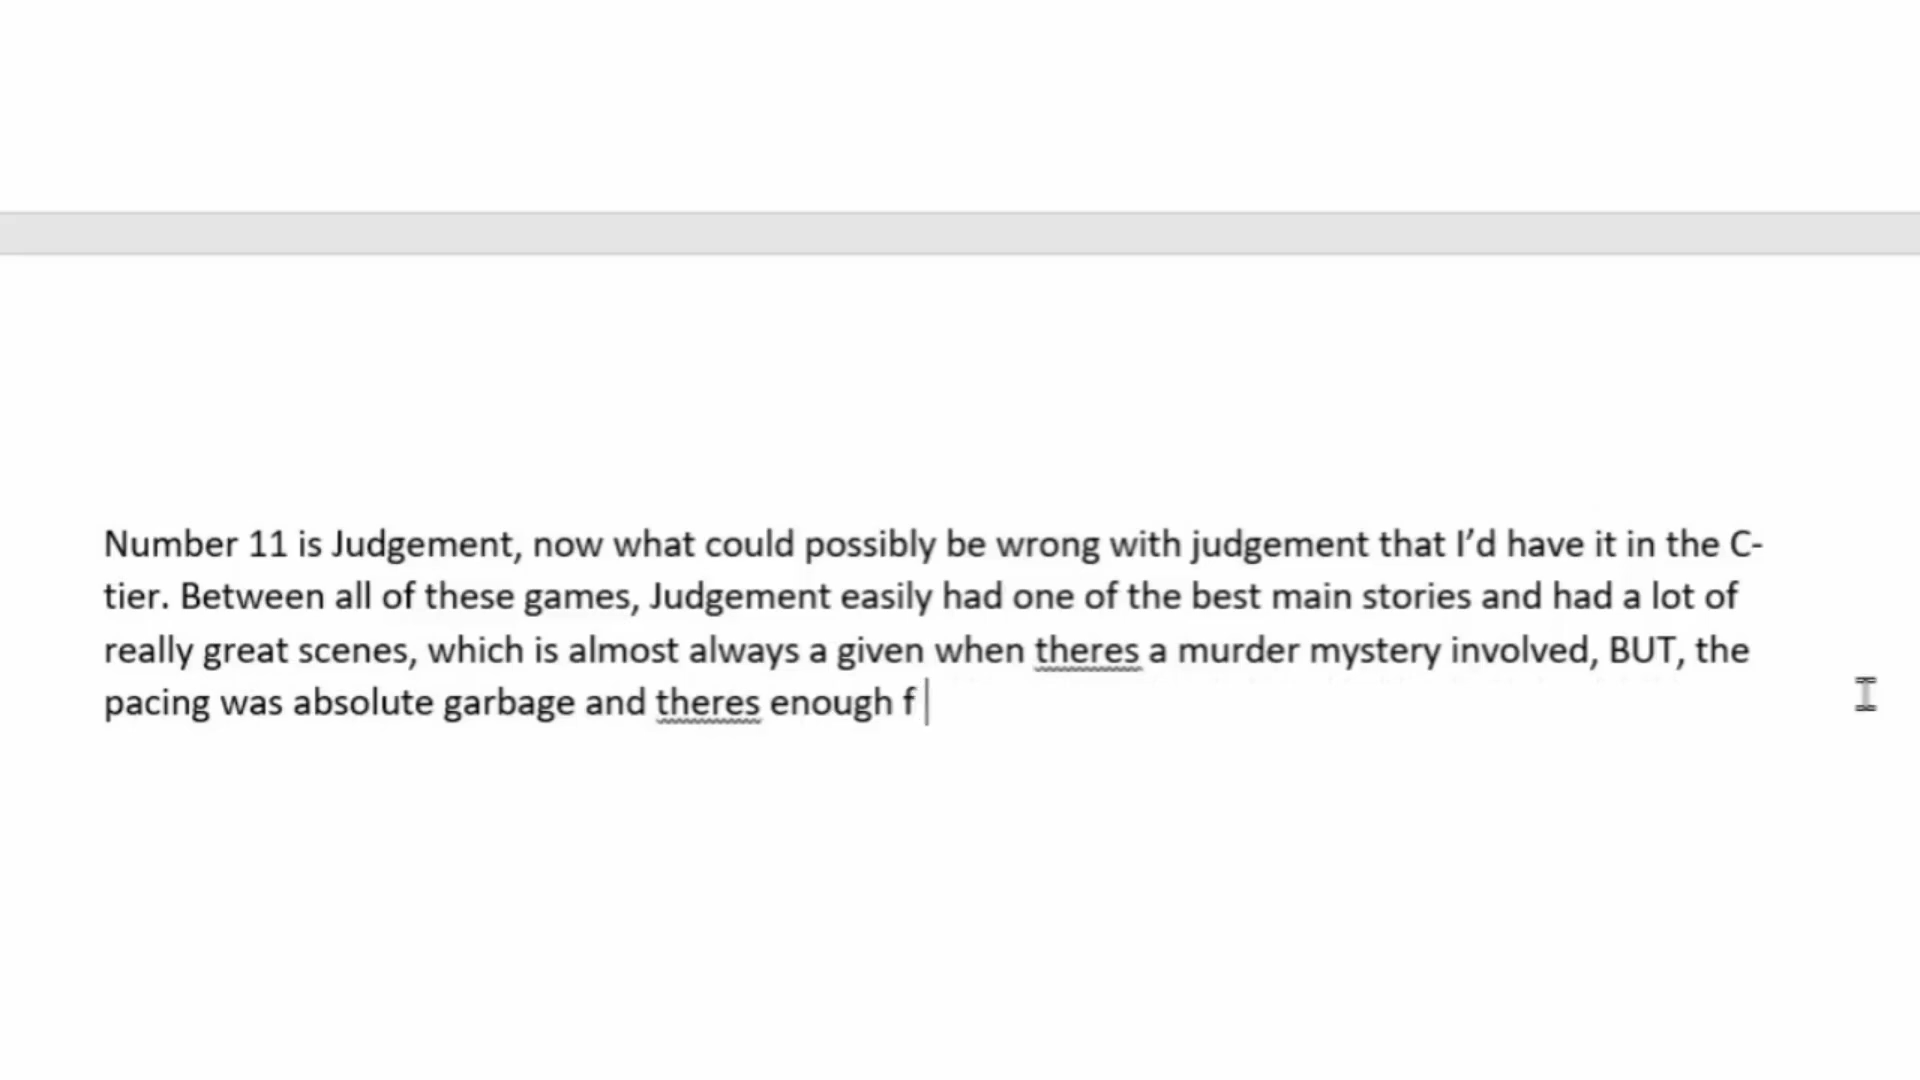 Number 11 is Judgement, now what could possibly be wrong with judgement that I’d have it in the C-
tier. Between all of these games, Judgement easily had one of the best main stories and had a lot of
really great scenes, which is almost always a given when theres a murder mystery involved, BUT, the
pacing was absolute garbage and theres enough f